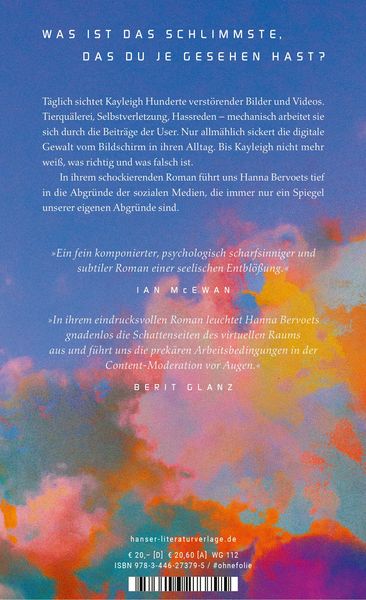 WAS IST DAS SCHLIMMSTE,
DAS DU JE GESEHEN HAST?
Täglich sichtet Kayleigh Hunderte verstörender Bilder und Videos.
Tierquälerei, Selbstverletzung, Hassreden – mechanisch arbeitet sie
sich durch die Beiträge der User. Nur allmählich sickert die digitale
Gewalt vom Bildschirm in ihren Alltag. Bis Kayleigh nicht mehr
weiß, was richtig und was falsch ist.
In ihrem schockierenden Roman führt uns Hanna Bervoets tief
in die Abgründe der sozialen Medien, die immer nur ein Spiegel
unserer eigenen Abgründe sind.
»Ein fein komponierter, psychologisch scharfsinniger und
subtiler Roman einer seelischen Entblößung.«
IAN McEWAN
»In ihrem eindrucksvollen Roman leuchtet Hanna Bervoets
gnadenlos die Schattenseiten des virtuellen Raums
aus und führt uns die prekären Arbeitsbedingungen in der
Content-Moderation vor Augen.«
BERIT GLANZ
hanser-literaturverlage.de
€ 20,– [D] € 20,60 [A] WG 112
ISBN 978-3-446-27379-5 / #ohnefolie